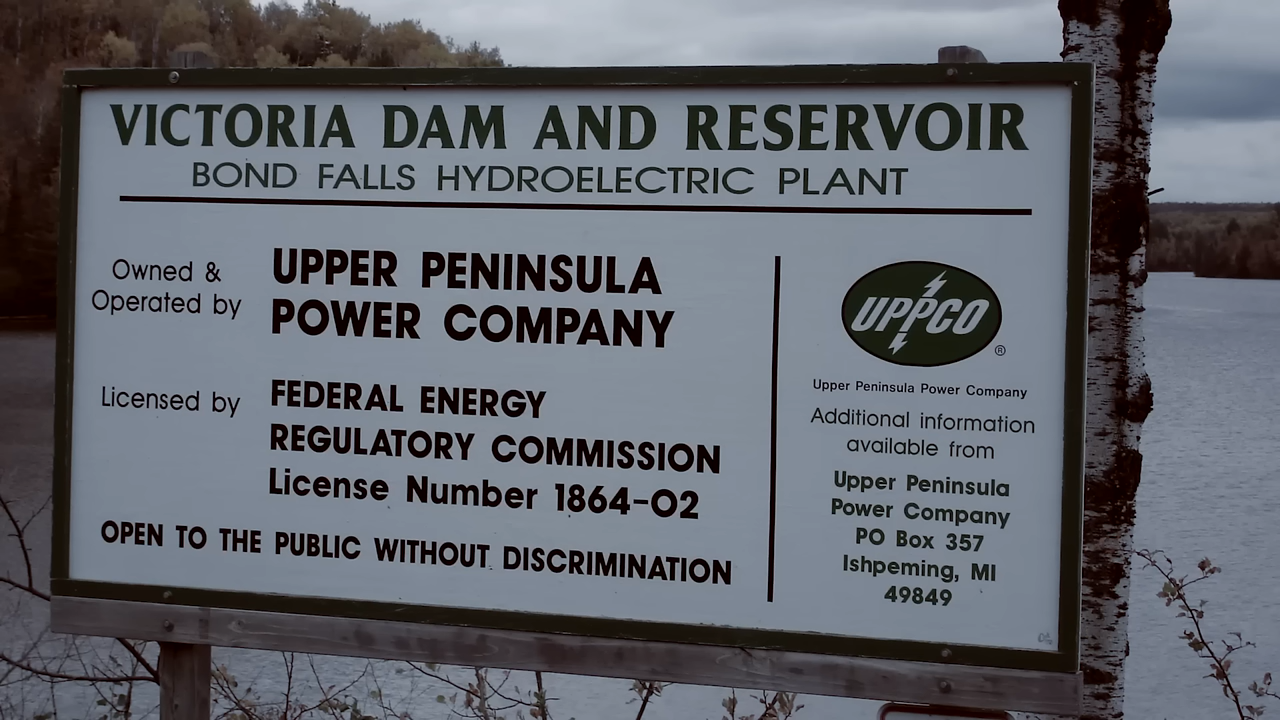 VICTORIA DAM AND RESERVOIR
BOND FALLS HYDROELECTRIC PLANT
Owned &
Operated by
UPPER PENINSULA
POWER COMPANY
Licensed by
FEDERAL ENERGY
REGULATORY COMMISSION
License Number 1864-02
OPEN TO THE PUBLIC WITHOUT DISCRIMINATION
UPPCO
®
Upper Peninsula Power Company
Additional information
available from
Upper Peninsula
Power Company
PO Box 357
Ishpeming, MI
49849